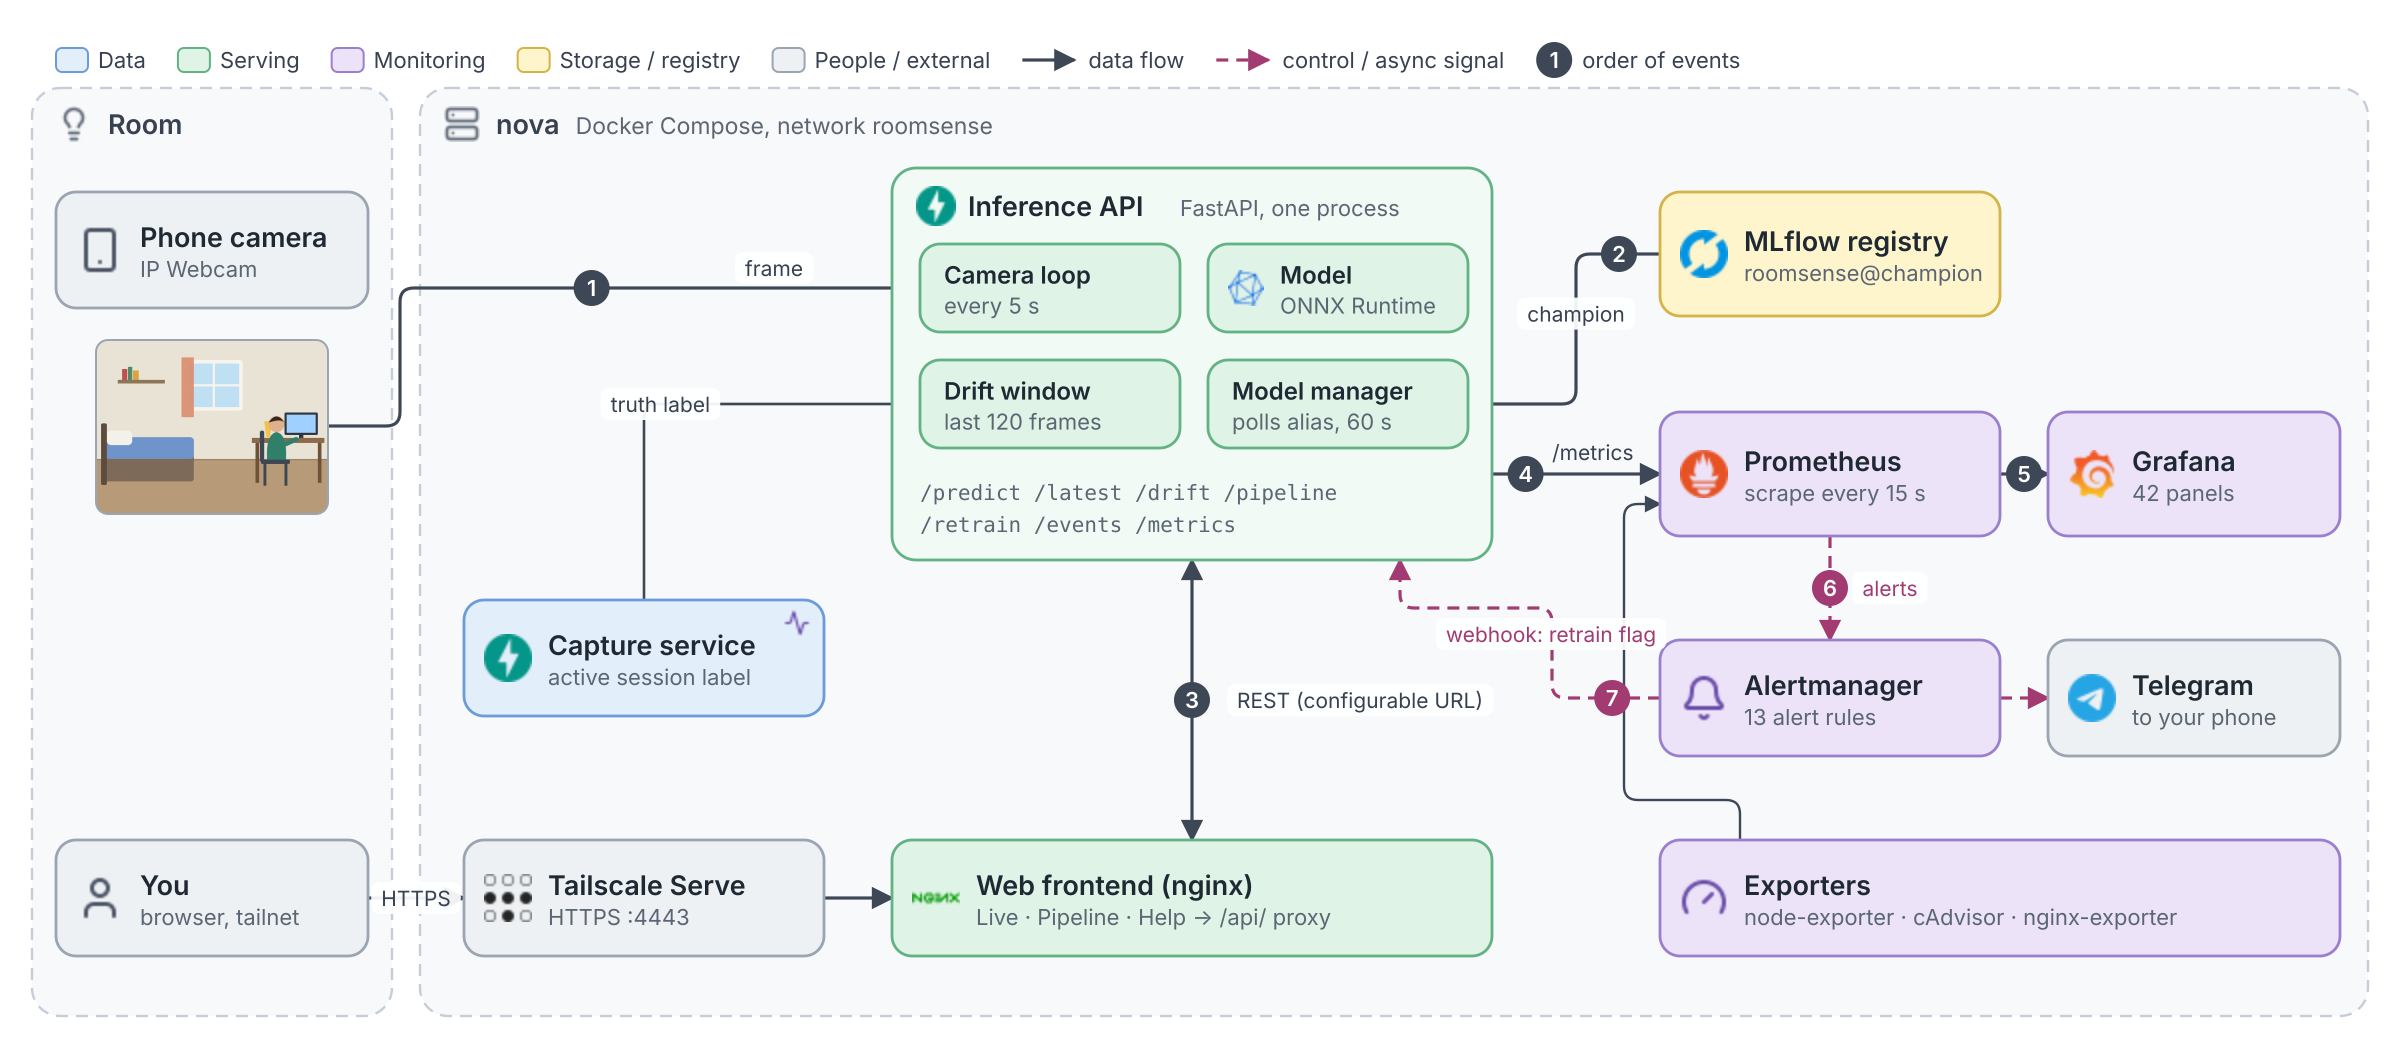 Data
Serving
Monitoring
Storage / registry
People / external
data flow
control / async signal
1 order of events
Room
nova Docker Compose, network roomsense
Phone camera
IP Webcam
1
frame
truth label
Inference API FastAPI, one process
Camera loop
every 5 s
Model
ONNX Runtime
Drift window
last 120 frames
Model manager
polls alias, 60 s
/predict /latest /drift /pipeline
/retrain /events /metrics
2
champion
MLflow registry
roomsense@champion
4
/metrics
Prometheus
scrape every 15 s
5
Grafana
42 panels
6
alerts
webhook: retrain flag
7
Alertmanager
13 alert rules
Telegram
to your phone
Capture service
active session label
3
REST (configurable URL)
You
browser, tailnet
HTTPS
Tailscale Serve
HTTPS :4443
NGINX
Web frontend (nginx)
Live · Pipeline · Help → /api/ proxy
Exporters
node-exporter · cAdvisor · nginx-exporter